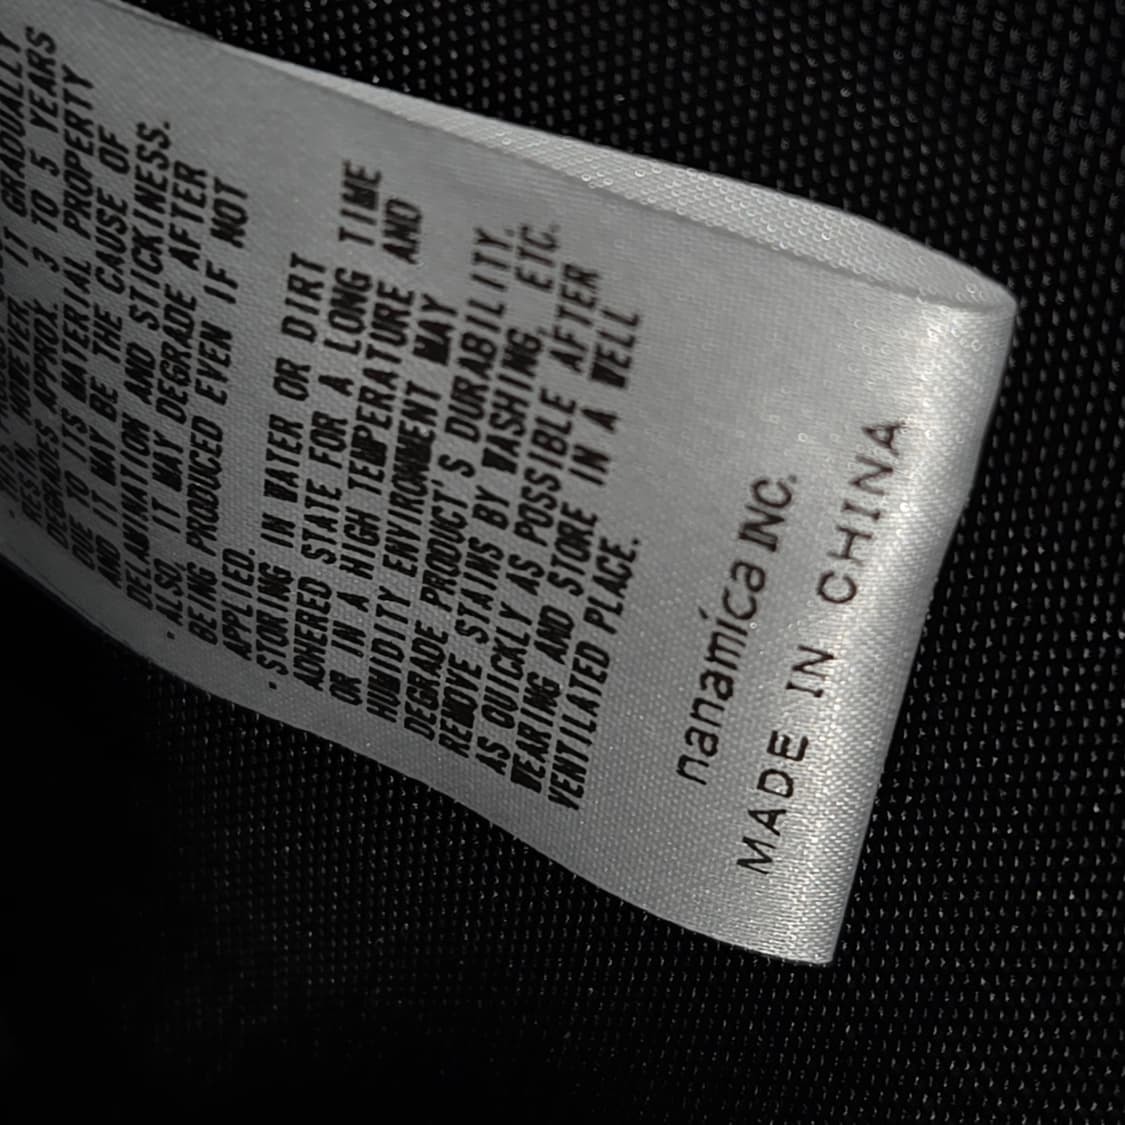 IT GRADUALLY
RESIN. HOWEVER,
DEGRADES APPROX. 3 TO 5 YEARS
DUE TO ITS MATERIAL PROPERTY
AND IT MAY BE THE CAUSE OF
DELAMINATION AND STICKINESS.
・ALSO, IT MAY DEGRADE AFTER
BEING PRODUCED EVEN IF NOT
APPLIED.
・STORING IN WATER OR DIRT
ADHERED STATE FOR A LONG TIME
OR IN A HIGH TEMPERATURE AND
HUMIDITY ENVIRONMENT MAY
DEGRADE PRODUCT'S DURABILITY.
REMOVE STAINS BY WASHING, ETC.
AS QUICKLY AS POSSIBLE AFTER
WEARING AND STORE IN A WELL
VENTILATED PLACE.
nanamíca INC.
MADE IN CHINA